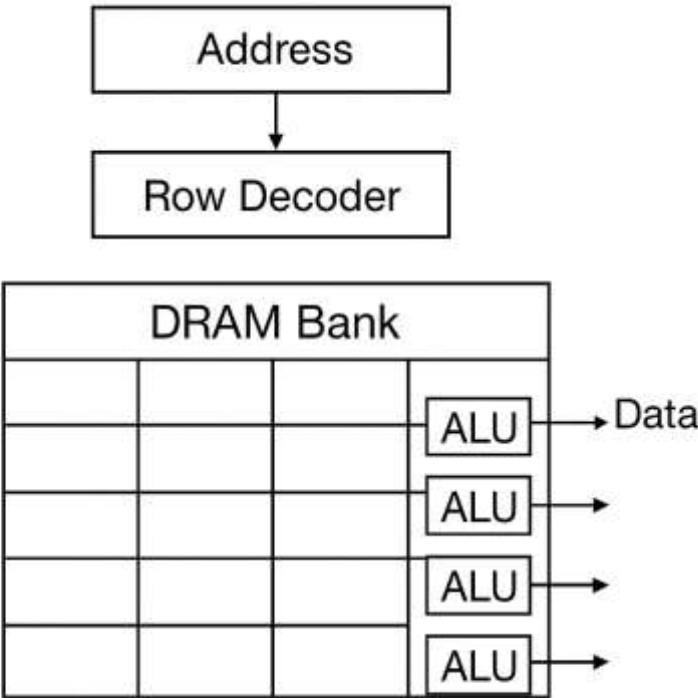 Address
Row Decoder
DRAM Bank
ALU
Data
ALU
ALU
ALU